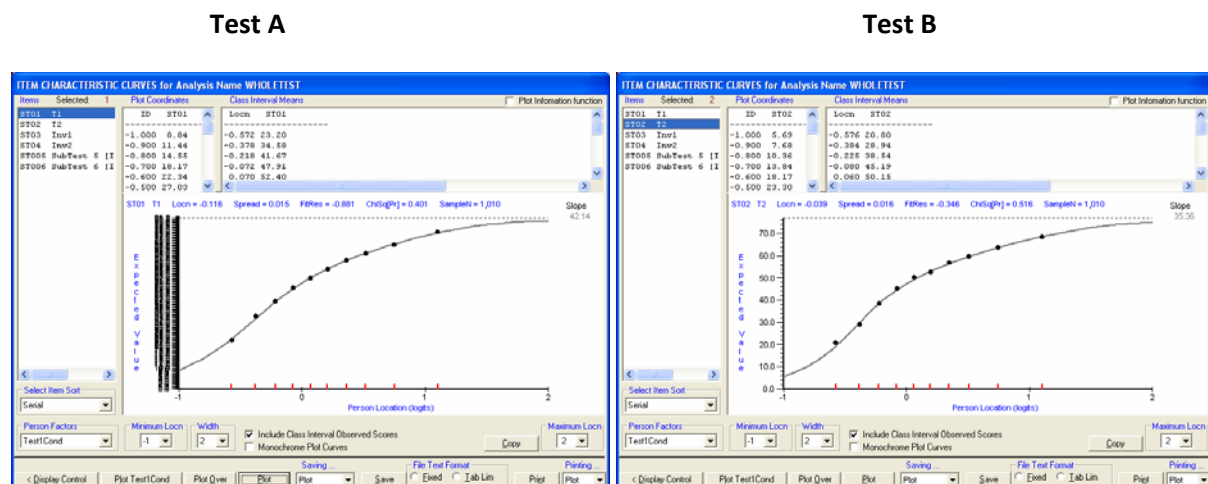 Test A
Test B
ITEM CHARACTERISTIC CURVES for Analysis Name WHOLETEST
Items Selected: 1 Plot Coordinates Class Interval Means Plot Infomation function
ST01 T1
ST02 T2
ST03 Inv1
ST04 Inv2
ST005 SubTest 5 [I
ST006 SubTest 6 [I
ID ST01
-1.000 8.84
-0.900 11.44
-0.800 14.55
-0.700 18.17
-0.600 22.34
-0.500 27.03
Locn ST01
-0.572 23.20
-0.378 34.58
-0.218 41.67
-0.072 47.91
0.070 52.40
ST01 T1 Locn = -0.116 Spread = 0.015 FitRes = -0.881 ChiSq[Pr] = 0.401 SampleN = 1,010
Slope
42.14
Expected Value
-1 0 1 2
Person Location (logits)
Select Item Sort
Serial
Person Factors
Test1Cond
Minimum Locn
-1
Width
2
Include Class Interval Observed Scores
Monochrome Plot Curves
Copy
Maximum Locn
2
< Display Control Plot Test1Cond Plot Over Plot
Saving ...
Plot
Save
File Text Format
Fixed Tab Lim
Printing ...
Print Plot
ITEM CHARACTERISTIC CURVES for Analysis Name WHOLETEST
Items Selected: 2 Plot Coordinates Class Interval Means Plot Infomation function
ST01 T1
ST02 T2
ST03 Inv1
ST04 Inv2
ST005 SubTest 5 [I
ST006 SubTest 6 [I
ID ST02
-1.000 5.69
-0.900 7.68
-0.800 10.36
-0.700 13.84
-0.600 18.17
-0.500 23.30
Locn ST02
-0.576 20.80
-0.384 28.94
-0.225 38.54
-0.080 45.19
0.060 50.15
ST02 T2 Locn = -0.039 Spread = 0.016 FitRes = -0.346 ChiSq[Pr] = 0.516 SampleN = 1,010
Slope
35.36
Expected Value
70.0
60.0
50.0
40.0
30.0
20.0
10.0
0.0
-1 0 1 2
Person Location (logits)
Select Item Sort
Serial
Person Factors
Test1Cond
Minimum Locn
-1
Width
2
Include Class Interval Observed Scores
Monochrome Plot Curves
Copy
Maximum Locn
2
< Display Control Plot Test1Cond Plot Over Plot
Saving ...
Plot
Save
File Text Format
Fixed Tab Lim
Printing ...
Print Plot